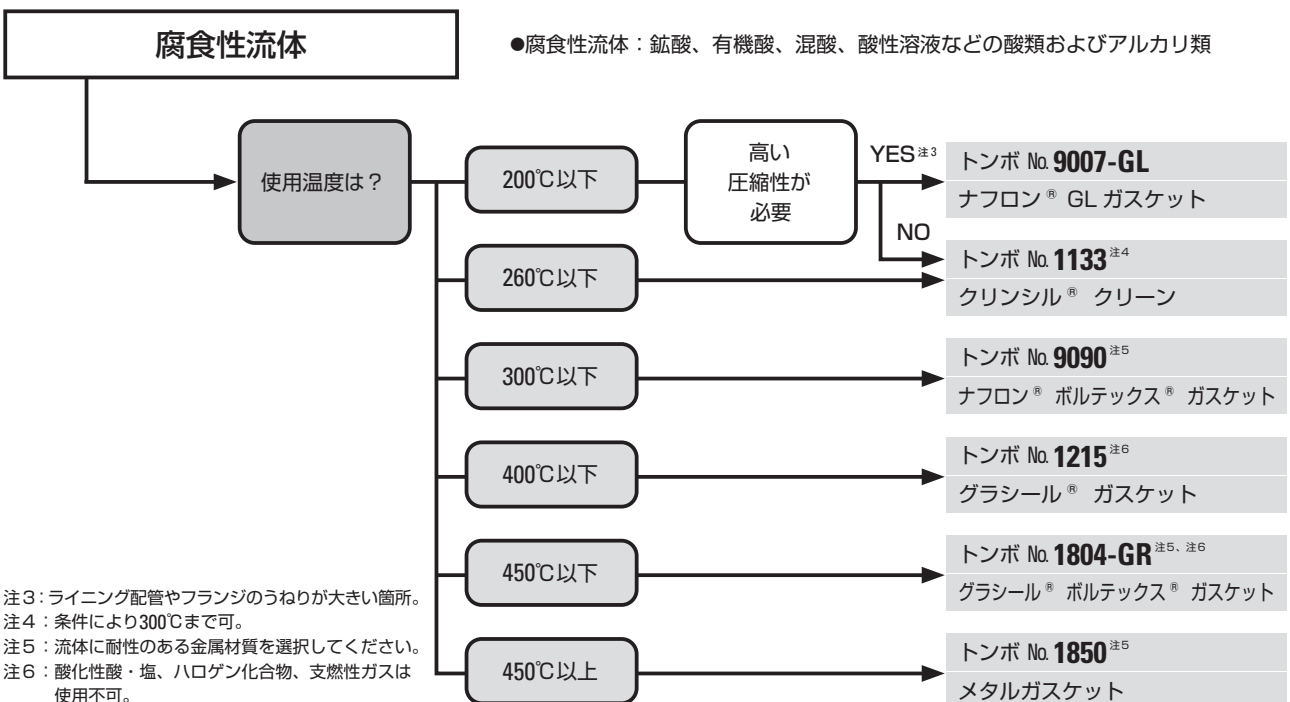 腐食性流体
●腐食性流体：鉱酸、有機酸、混酸、酸性溶液などの酸類およびアルカリ類
使用温度は？
200℃以下
高い
圧縮性が
必要
YES注3
NO
トンボ No. 9007-GL
ナフロン® GL ガスケット
260℃以下
トンボ No. 1133注4
クリンシル® クリーン
300℃以下
トンボ No. 9090注5
ナフロン® ボルテックス® ガスケット
400℃以下
トンボ No. 1215注6
グラシール® ガスケット
450℃以下
トンボ No. 1804-GR注5、注6
グラシール® ボルテックス® ガスケット
450℃以上
トンボ No. 1850注5
メタルガスケット
注3：ライニング配管やフランジのうねりが大きい箇所。
注4：条件により300℃まで可。
注5：流体に耐性のある金属材質を選択してください。
注6：酸化性酸・塩、ハロゲン化合物、支燃性ガスは
使用不可。